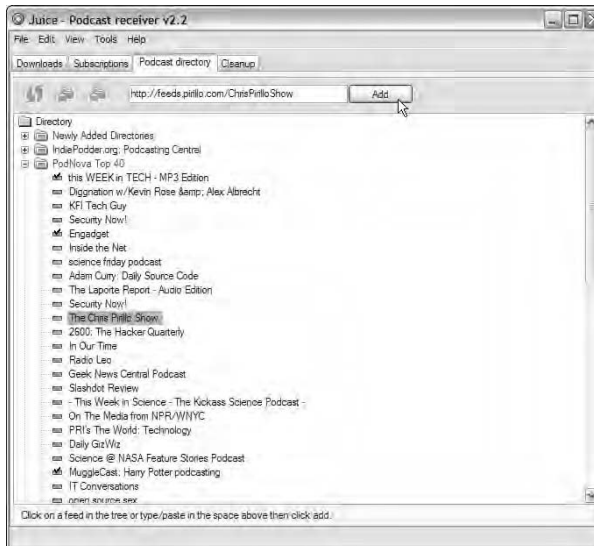 Juice - Podcast receiver v2.2
File Edit View Tools Help
Downloads Subscriptions Podcast directory Cleanup
http://feeds.pirillo.com/ChrisPirilloShow Add
Directory
Newly Added Directories
IndiePodder.org: Podcasting Central
PodNova Top 40
this WEEK in TECH - MP3 Edition
Diggnation w/Kevin Rose &amp; Alex Albrecht
KFI Tech Guy
Security Now!
Engadget
Inside the Net
science friday podcast
Adam Curry: Daily Source Code
The Laporte Report - Audio Edition
Security Now!
The Chris Pirillo Show
2600: The Hacker Quarterly
In Our Time
Radio Leo
Geek News Central Podcast
Slashdot Review
- This Week in Science - The Kickass Science Podcast -
On The Media from NPR/WNYC
PRI's The World: Technology
Daily GizWiz
Science @ NASA Feature Stories Podcast
MuggleCast: Harry Potter podcasting
IT Conversations
open source sex
Click on a feed in the tree or type/paste in the space above then click add.